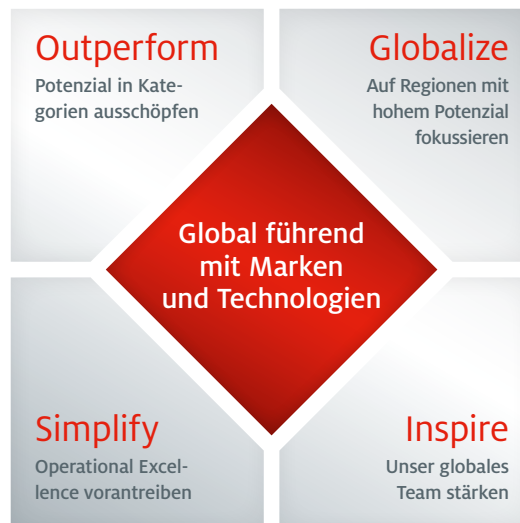 Outperform
Potenzial in Kate-
gorien ausschöpfen
Globalize
Auf Regionen mit
hohem Potenzial
fokussieren
Global führend
mit Marken
und Technologien
Simplify
Operational Excel-
lence vorantreiben
Inspire
Unser globales
Team stärken